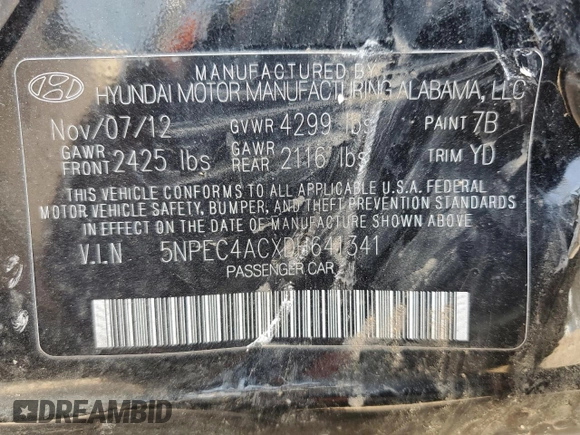 MANUFACTURED BY
HYUNDAI MOTOR MANUFACTURING ALABAMA, LLC
Nov/07/12 GVWR 4299 lbs PAINT 7B
GAWR FRONT 2425 lbs GAWR REAR 2116 lbs TRIM YD
THIS VEHICLE CONFORMS TO ALL APPLICABLE U.S.A. FEDERAL
MOTOR VEHICLE SAFETY, BUMPER, AND THEFT PREVENTION STANDARDS
IN EFFECT ON THE DATE OF MANUFACTURE SHOWN ABOVE.
V.I.N 5NPEC4ACXDH641341
PASSENGER CAR
DREAMBID